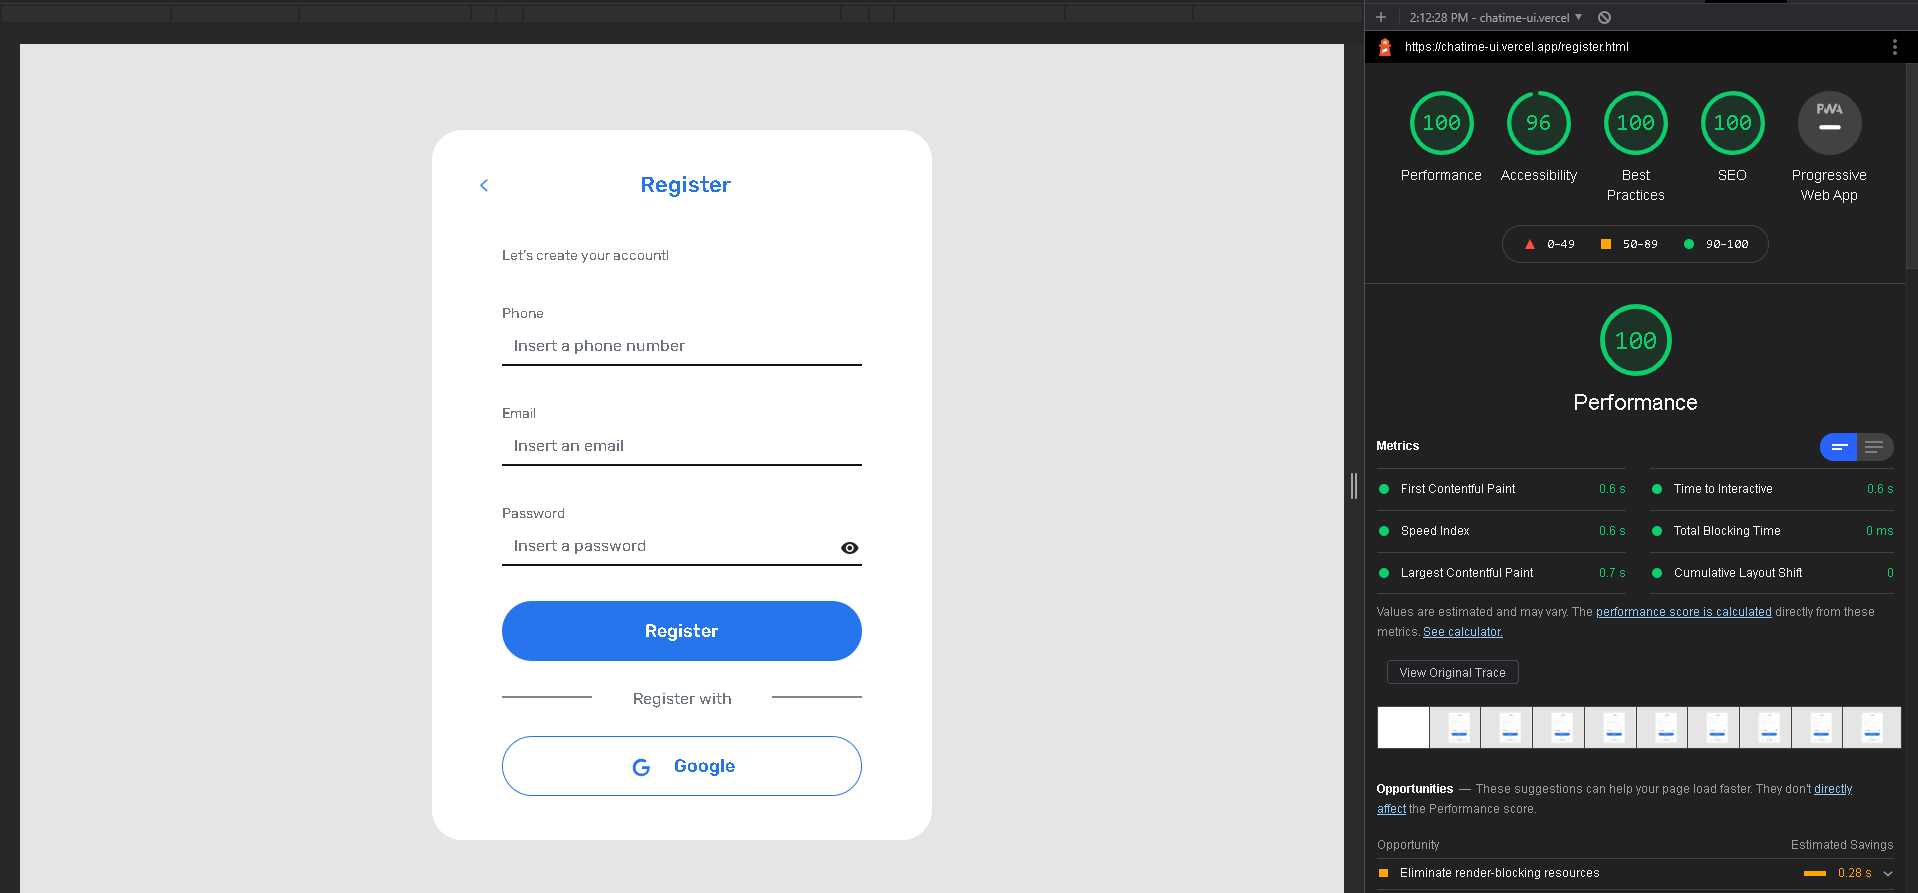 2:12:28 PM - chatime-ui.vercel
https://chatime-ui.vercel.app/register.html
Register
Let's create your account!
Phone
Insert a phone number
Email
Insert an email
Password
Insert a password
Register
Register with
Google
100 96 100 100 PWA
Performance Accessibility Best Practices SEO Progressive Web App
0–49 50–89 90–100
100
Performance
Metrics
First Contentful Paint 0.6 s
Time to Interactive 0.6 s
Speed Index 0.6 s
Total Blocking Time 0 ms
Largest Contentful Paint 0.7 s
Cumulative Layout Shift 0
Values are estimated and may vary. The performance score is calculated directly from these
metrics. See calculator.
View Original Trace
Opportunities — These suggestions can help your page load faster. They don't directly
affect the Performance score.
Opportunity Estimated Savings
Eliminate render-blocking resources 0.28 s